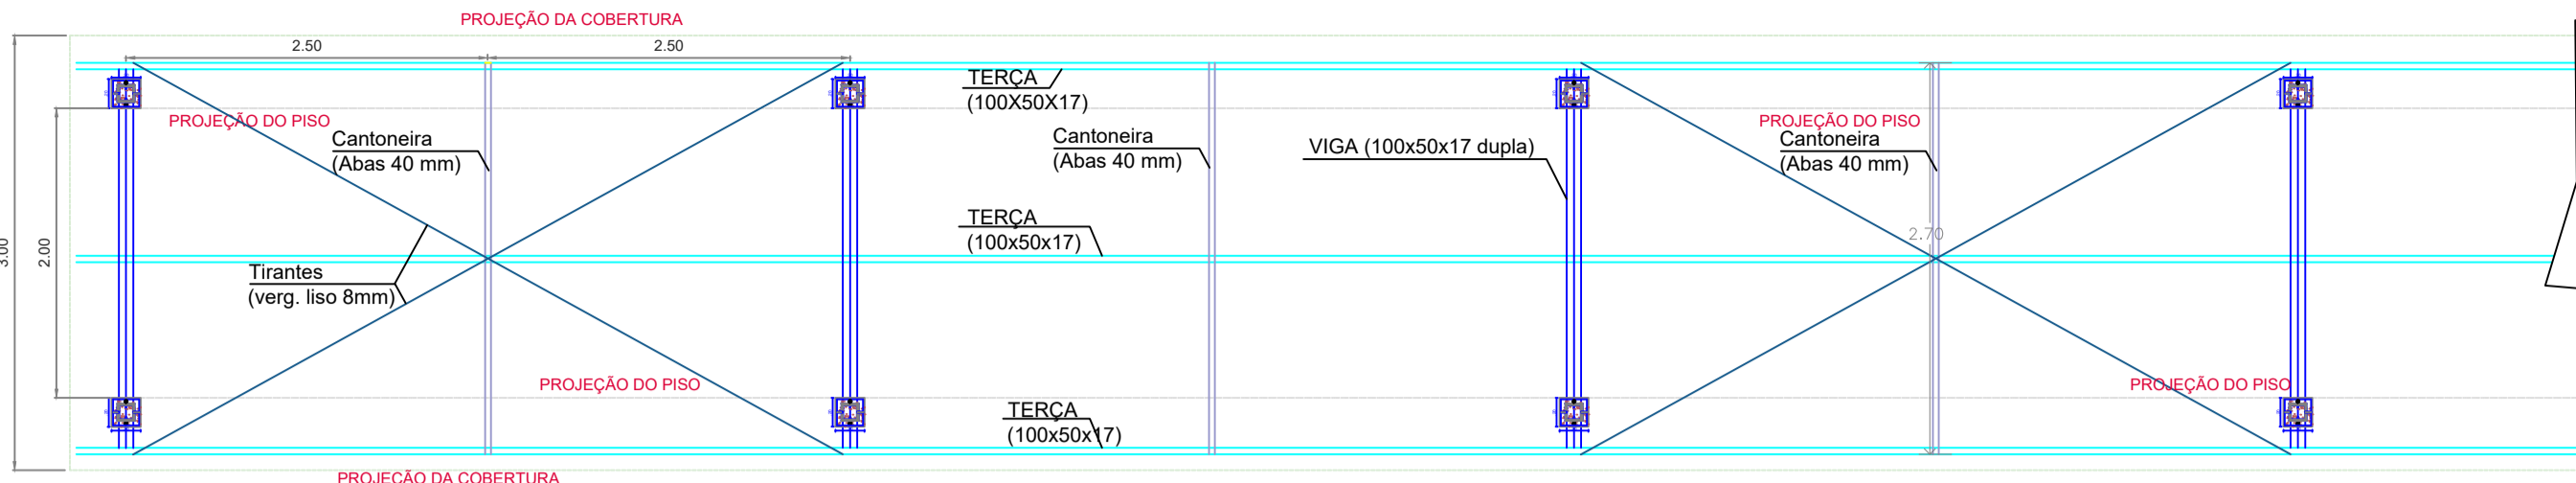 PROJEÇÃO DA COBERTURA
2.50
2.50
TERÇA
(100X50X17)
PROJEÇÃO DO PISO
Cantoneira
(Abas 40 mm)
Cantoneira
(Abas 40 mm)
VIGA (100x50x17 dupla)
PROJEÇÃO DO PISO
Cantoneira
(Abas 40 mm)
3.00
2.00
TERÇA
(100x50x17)
2.70
Tirantes
(verg. liso 8mm)
PROJEÇÃO DO PISO
PROJEÇÃO DO PISO
TERÇA
(100x50x17)
PROJEÇÃO DA COBERTURA